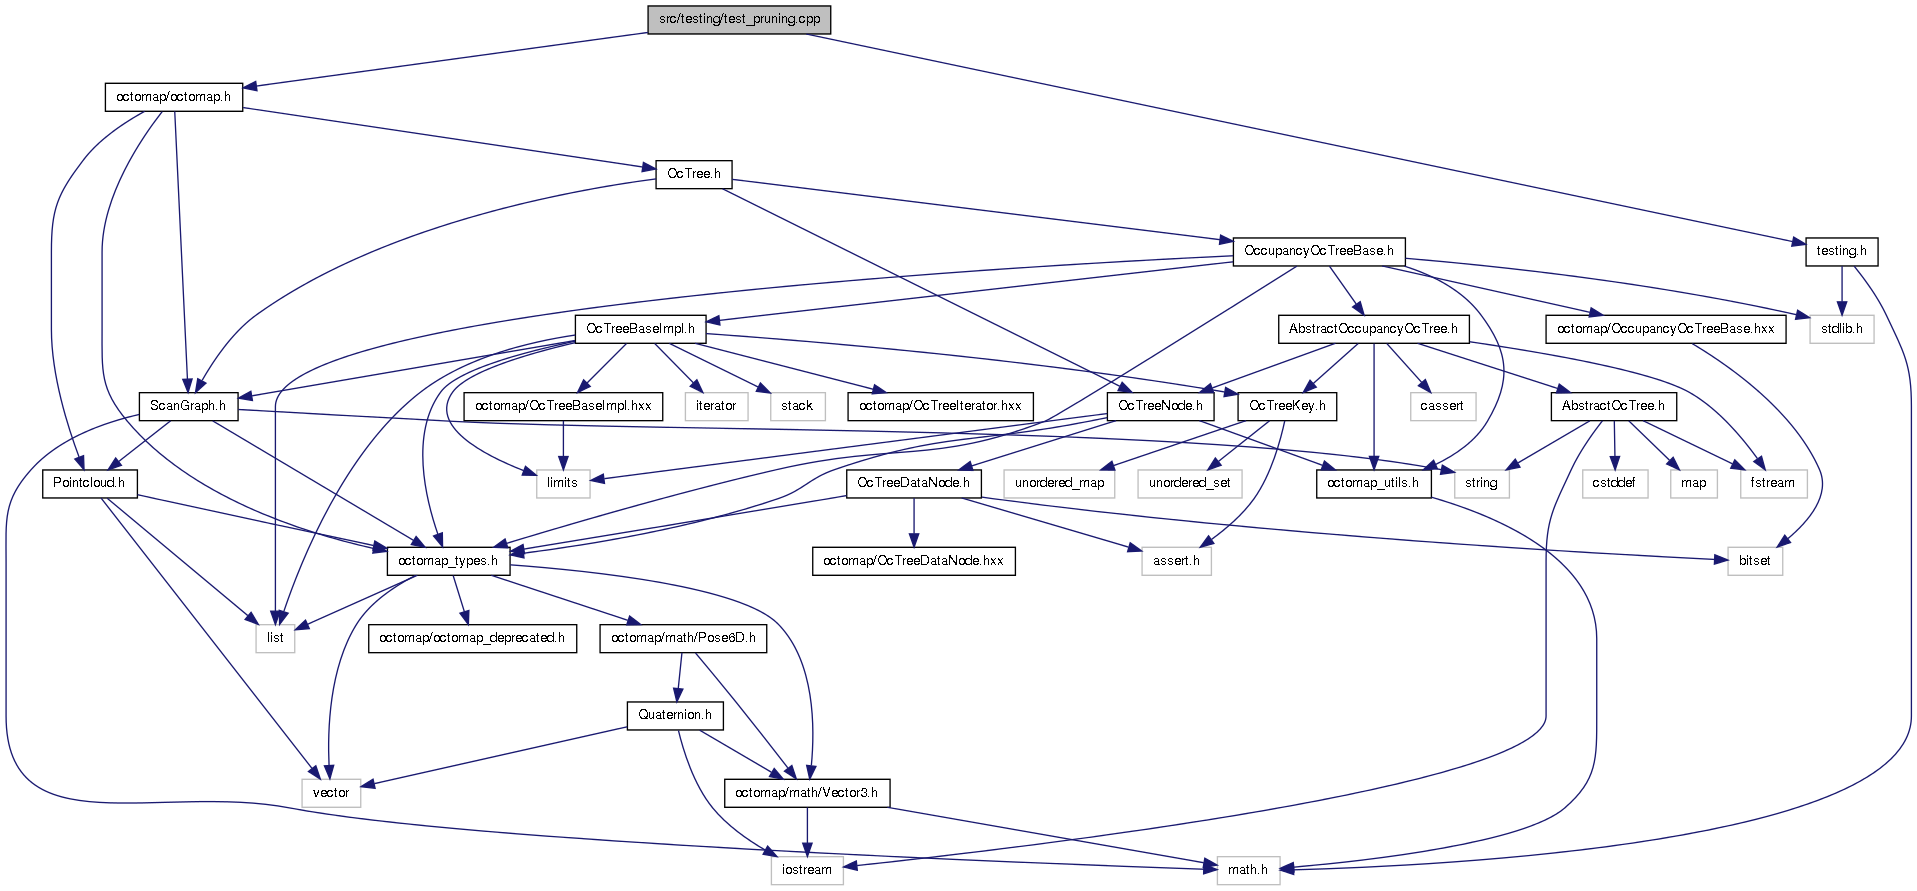 src/testing/test_pruning.cpp
octomap/octomap.h
OcTree.h
OccupancyOcTreeBase.h
testing.h
OcTreeBaseImpl.h
AbstractOccupancyOcTree.h
octomap/OccupancyOcTreeBase.hxx
stdlib.h
ScanGraph.h
octomap/OcTreeBaseImpl.hxx
iterator
stack
octomap/OcTreeIterator.hxx
OcTreeNode.h
OcTreeKey.h
cassert
AbstractOcTree.h
Pointcloud.h
limits
OcTreeDataNode.h
unordered_map
unordered_set
octomap_utils.h
string
cstddef
map
fstream
octomap_types.h
octomap/OcTreeDataNode.hxx
assert.h
bitset
list
octomap/octomap_deprecated.h
octomap/math/Pose6D.h
Quaternion.h
vector
octomap/math/Vector3.h
iostream
math.h